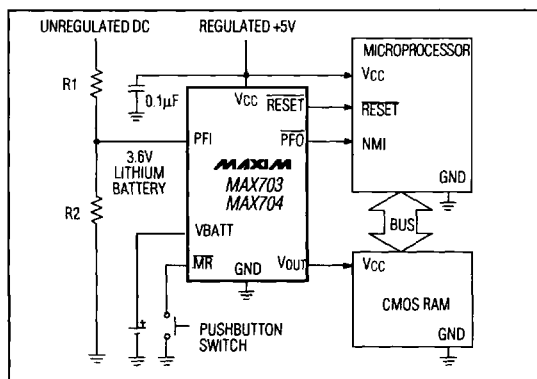 UNREGULATED DC
REGULATED +5V
MICROPROCESSOR
R1
0.1µF
VCC
VCC
RESET
RESET
PFI
PFO
NMI
3.6V
LITHIUM
BATTERY
MAXIM
MAX703
MAX704
GND
R2
BUS
VBATT
MR
GND
VOUT
VCC
CMOS RAM
PUSHBUTTON
SWITCH
GND